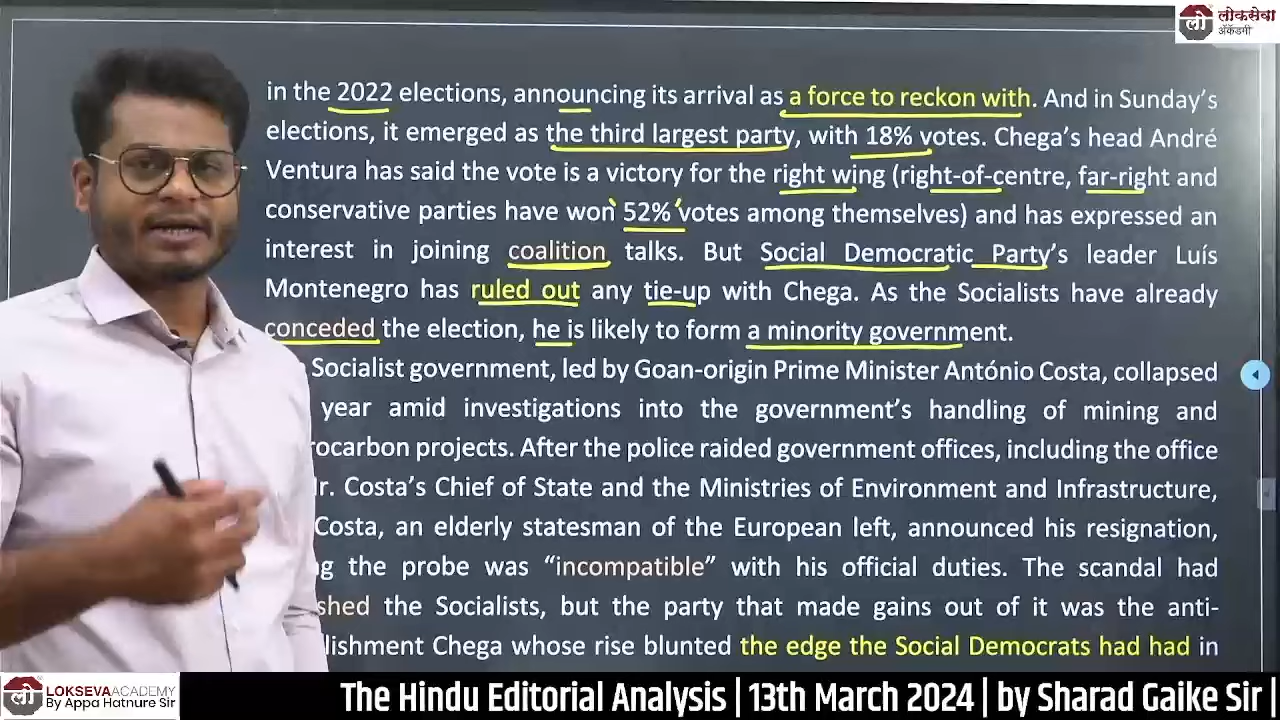 लोकसेवा
अ‍ॅकॅडमी
in the 2022 elections, announcing its arrival as a force to reckon with. And in Sunday's
elections, it emerged as the third largest party, with 18% votes. Chega's head André
Ventura has said the vote is a victory for the right wing (right-of-centre, far-right and
conservative parties have won 52% votes among themselves) and has expressed an
interest in joining coalition talks. But Social Democratic Party's leader Luís
Montenegro has ruled out any tie-up with Chega. As the Socialists have already
conceded the election, he is likely to form a minority government.
Socialist government, led by Goan-origin Prime Minister António Costa, collapsed
year amid investigations into the government's handling of mining and
rocarbon projects. After the police raided government offices, including the office
r. Costa's Chief of State and the Ministries of Environment and Infrastructure,
Costa, an elderly statesman of the European left, announced his resignation,
g the probe was "incompatible" with his official duties. The scandal had
shed the Socialists, but the party that made gains out of it was the anti-
lishment Chega whose rise blunted the edge the Social Democrats had had in
ली
LOKSEVA ACADEMY
By Appa Hatnure Sir
The Hindu Editorial Analysis | 13th March 2024 | by Sharad Gaike Sir |